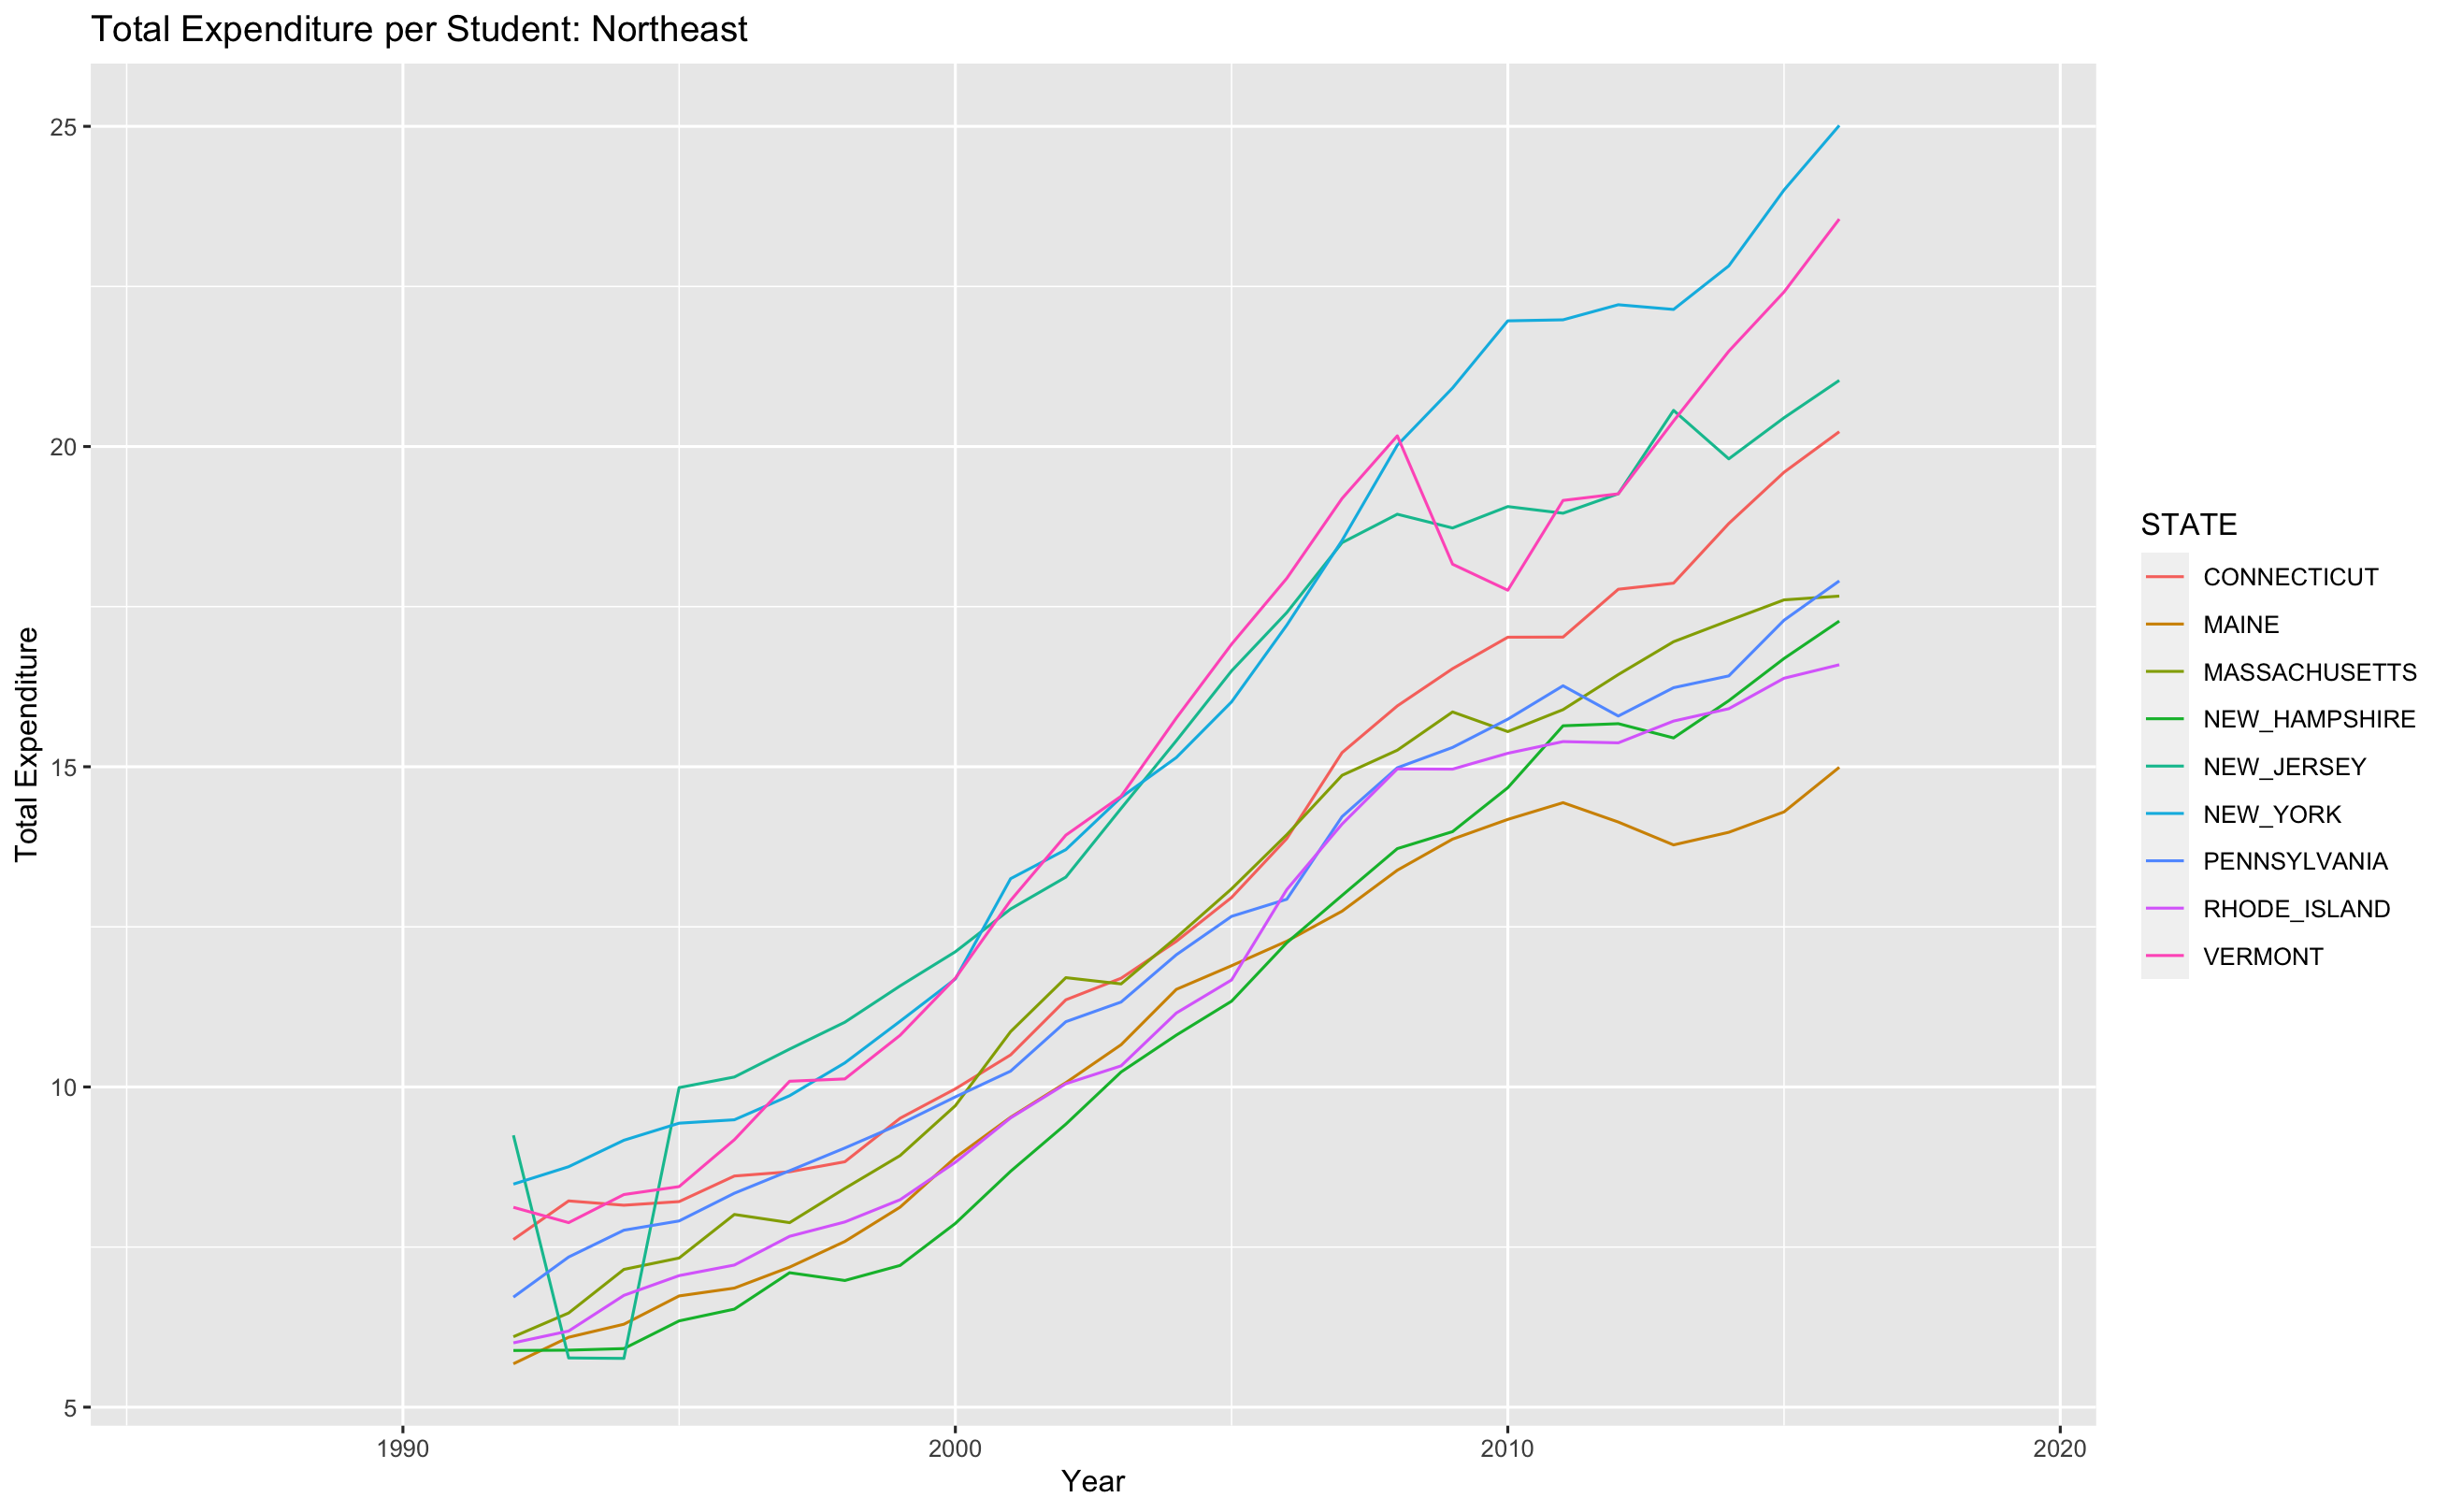 Total Expenditure per Student: Northeast
Total Expenditure
25
20
15
10
5
1990
2000
2010
2020
Year
STATE
CONNECTICUT
MAINE
MASSACHUSETTS
NEW_HAMPSHIRE
NEW_JERSEY
NEW_YORK
PENNSYLVANIA
RHODE_ISLAND
VERMONT